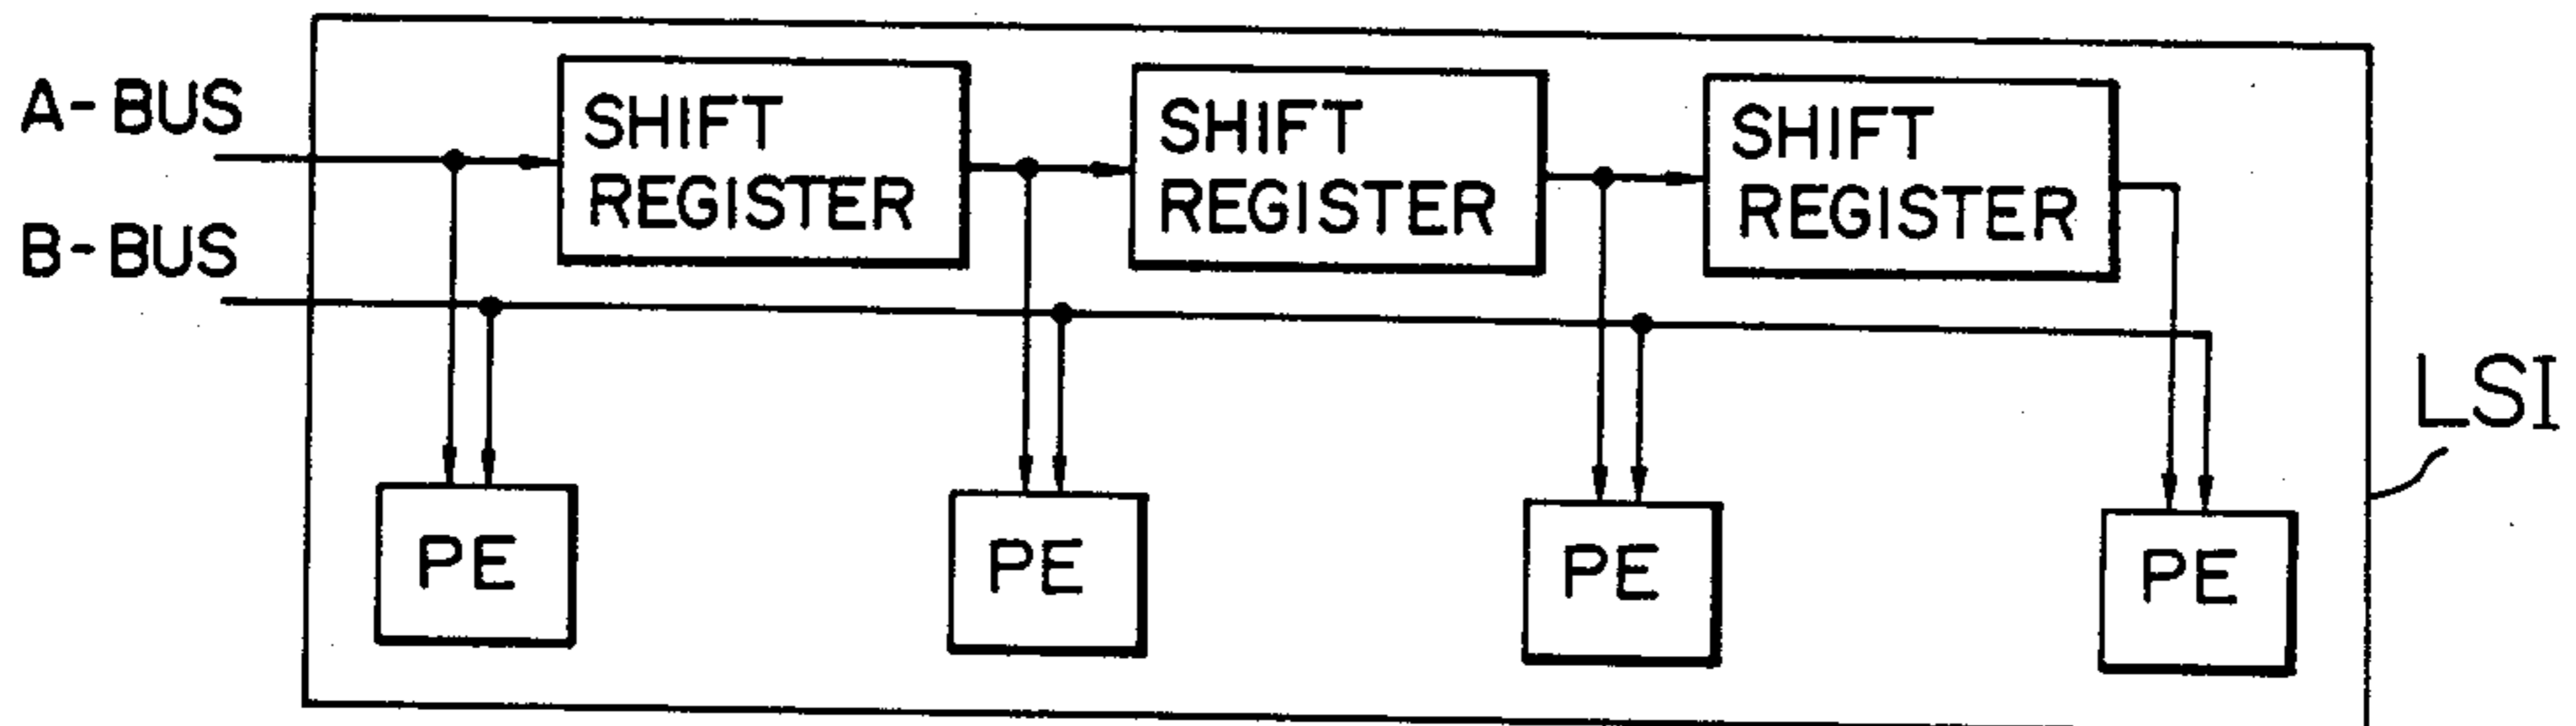 A-BUS
SHIFT
REGISTER
SHIFT
REGISTER
SHIFT
REGISTER
B-BUS
LSI
PE
PE
PE
PE